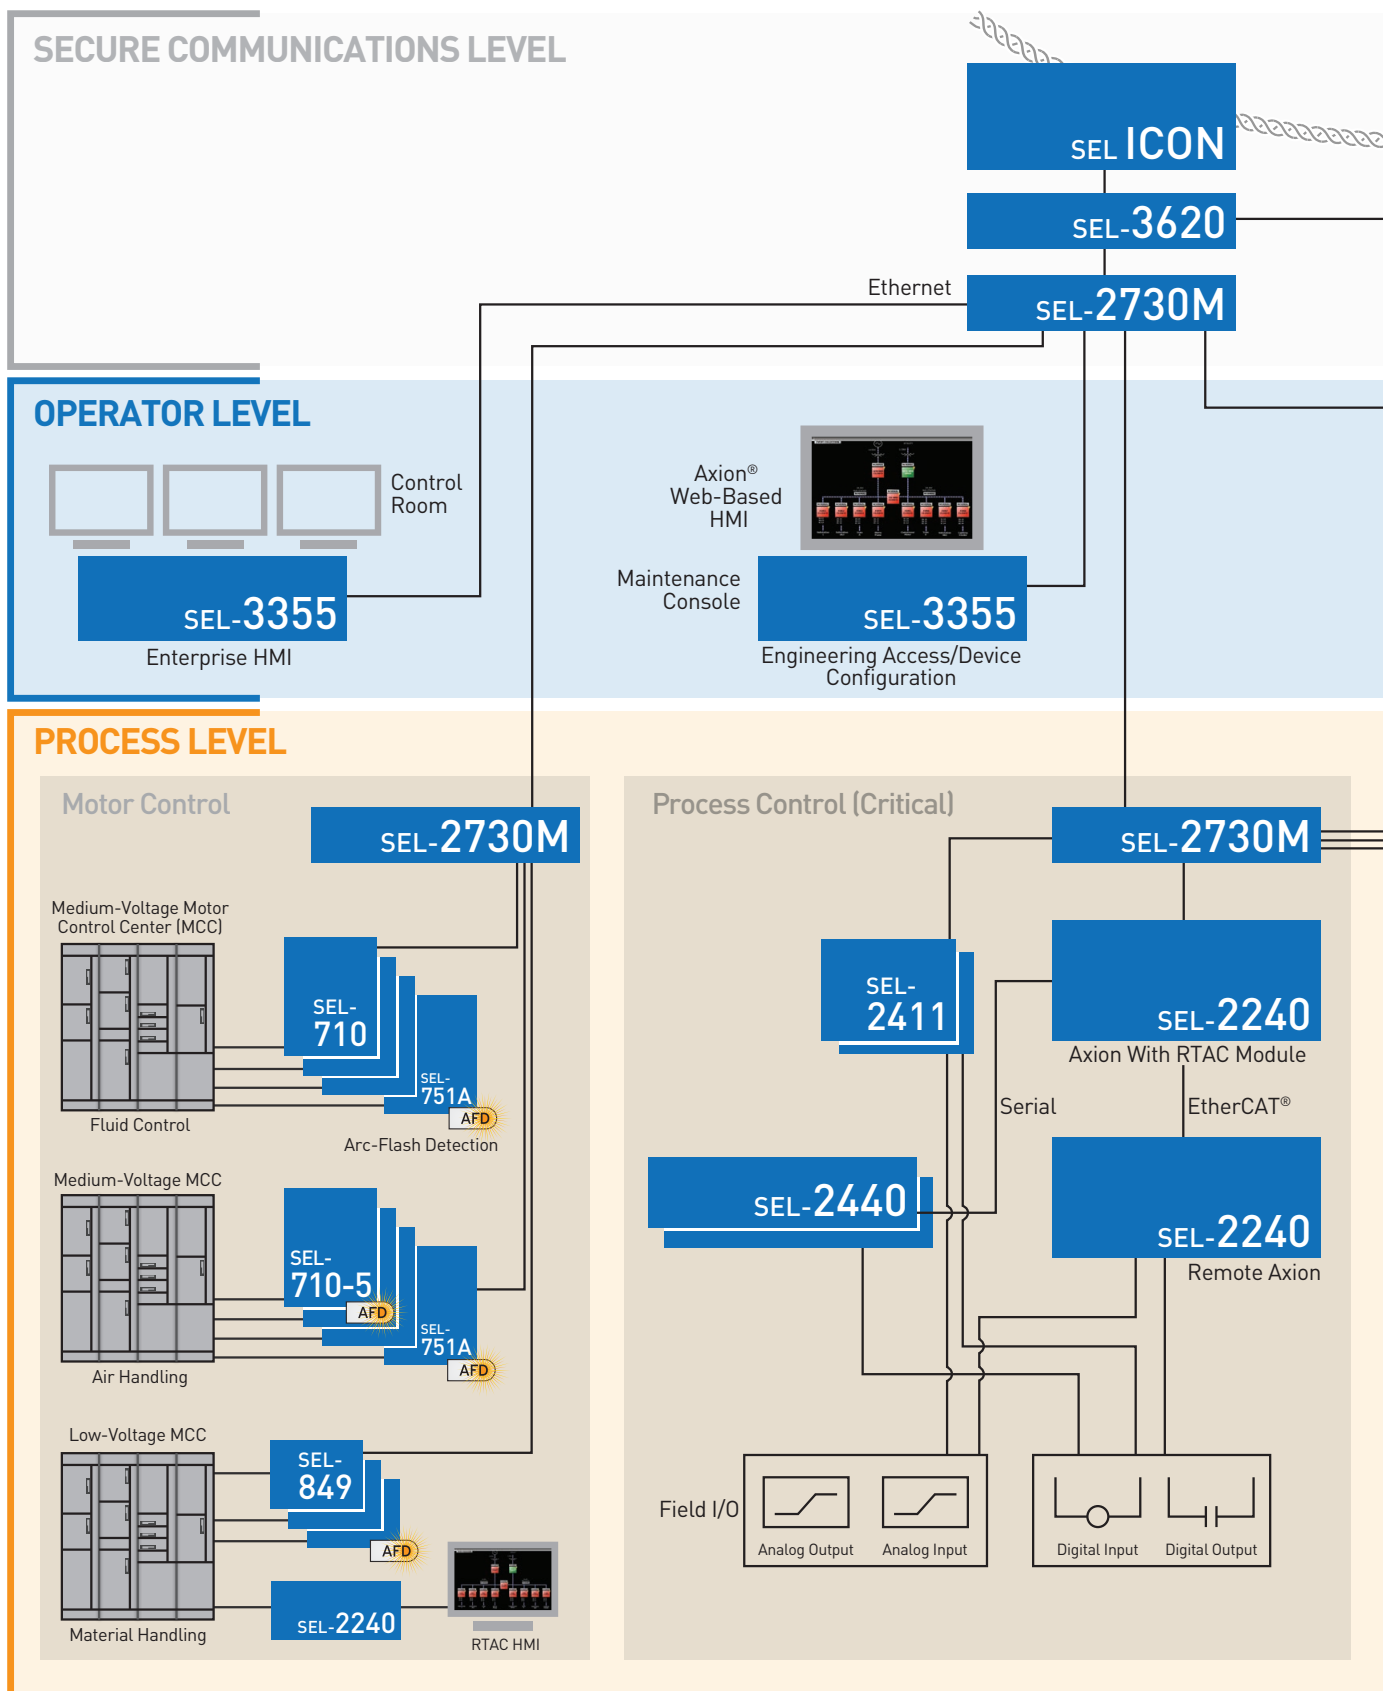 SECURE COMMUNICATIONS LEVEL
SEL ICON
SEL-3620
Ethernet
SEL-2730M
OPERATOR LEVEL
Control
Room
SEL-3355
Enterprise HMI
Axion®
Web-Based
HMI
Maintenance
Console
SEL-3355
Engineering Access/Device
Configuration
PROCESS LEVEL
Motor Control
SEL-2730M
Medium-Voltage Motor
Control Center (MCC)
SEL-
710
SEL-
751A
AFD
Fluid Control
Arc-Flash Detection
Medium-Voltage MCC
SEL-
710-5
AFD
SEL-
751A
AFD
Air Handling
Low-Voltage MCC
SEL-
849
AFD
SEL-2240
Material Handling
RTAC HMI
Process Control (Critical)
SEL-2730M
SEL-
2411
SEL-2240
Axion With RTAC Module
Serial
EtherCAT®
SEL-2440
SEL-2240
Remote Axion
Field I/O
Analog Output
Analog Input
Digital Input
Digital Output